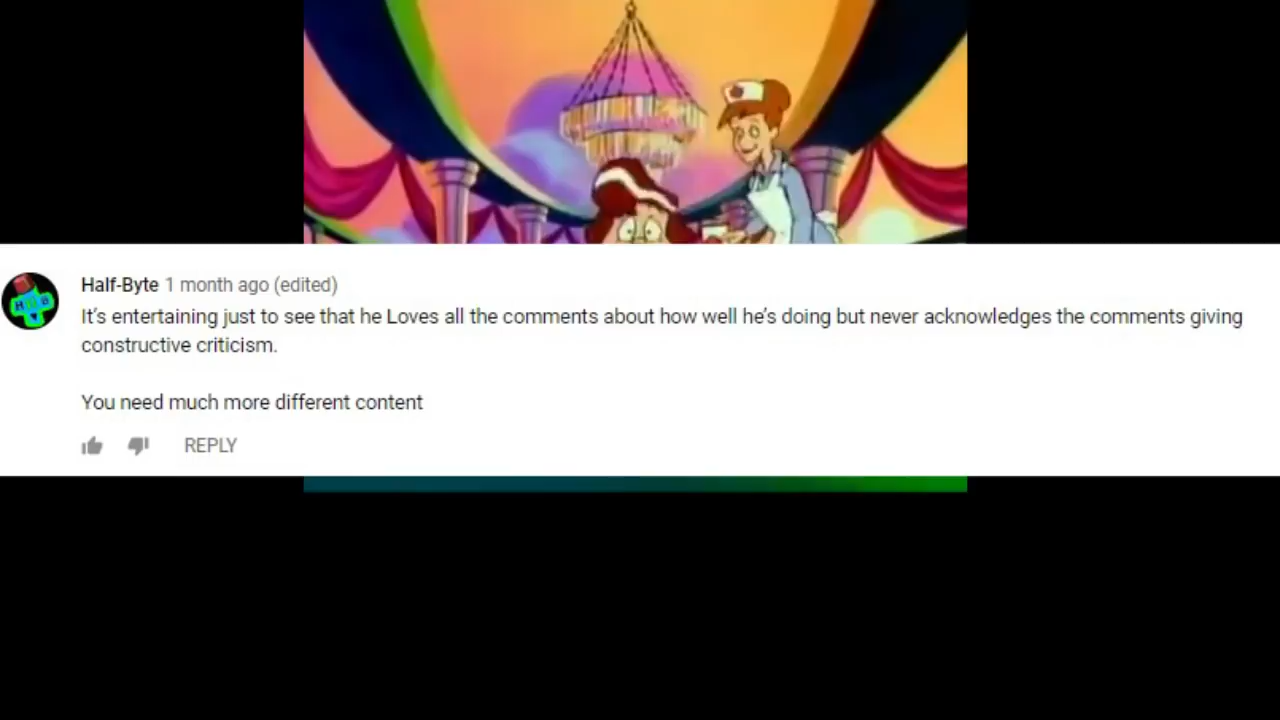 Half-Byte 1 month ago (edited)
It's entertaining just to see that he Loves all the comments about how well he's doing but never acknowledges the comments giving
constructive criticism.
You need much more different content
REPLY